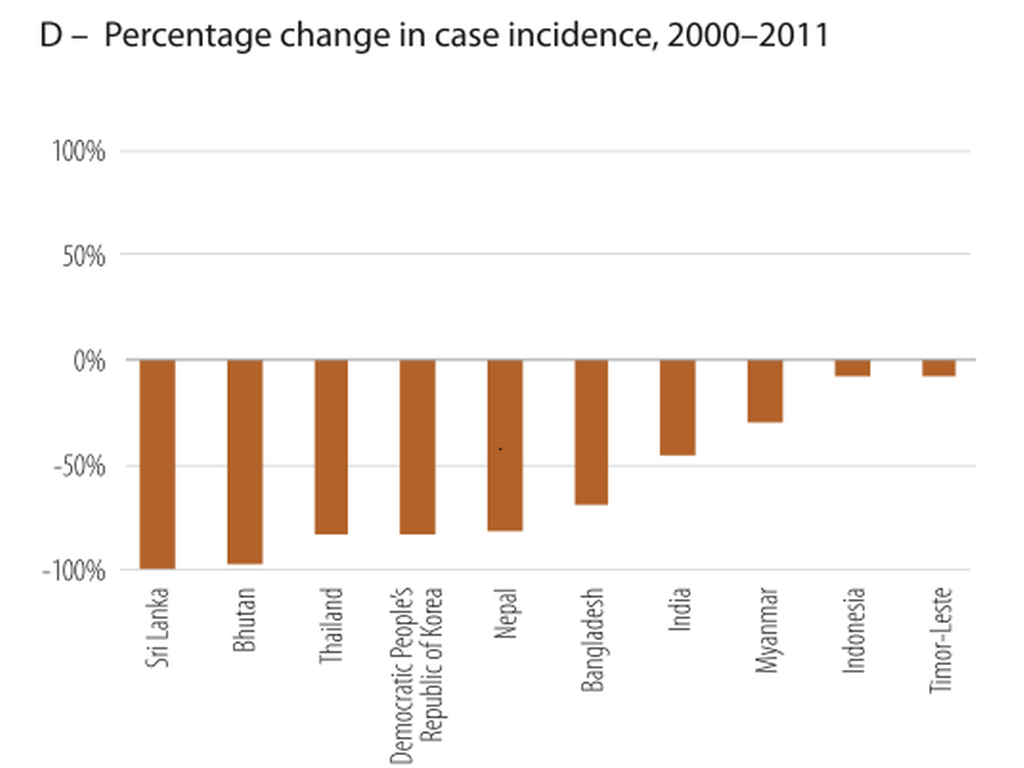 D – Percentage change in case incidence, 2000–2011
100%
50%
0%
-50%
-100%
Sri Lanka
Bhutan
Thailand
Democratic People's
Republic of Korea
Nepal
Bangladesh
India
Myanmar
Indonesia
Timor-Leste